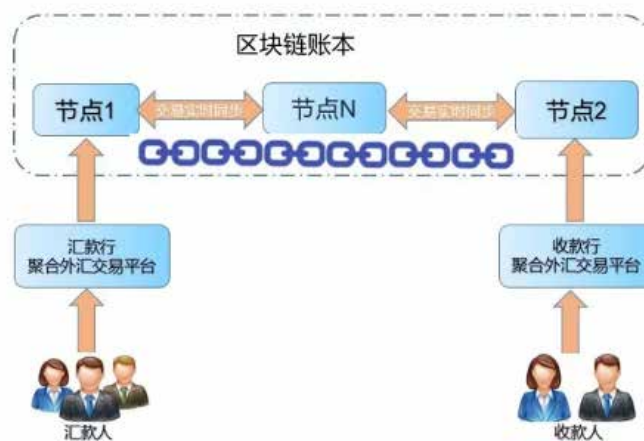 区块链账本
节点1
交易实时同步
节点N
交易实时同步
节点2
汇款行
聚合外汇交易平台
收款行
聚合外汇交易平台
汇款人
收款人